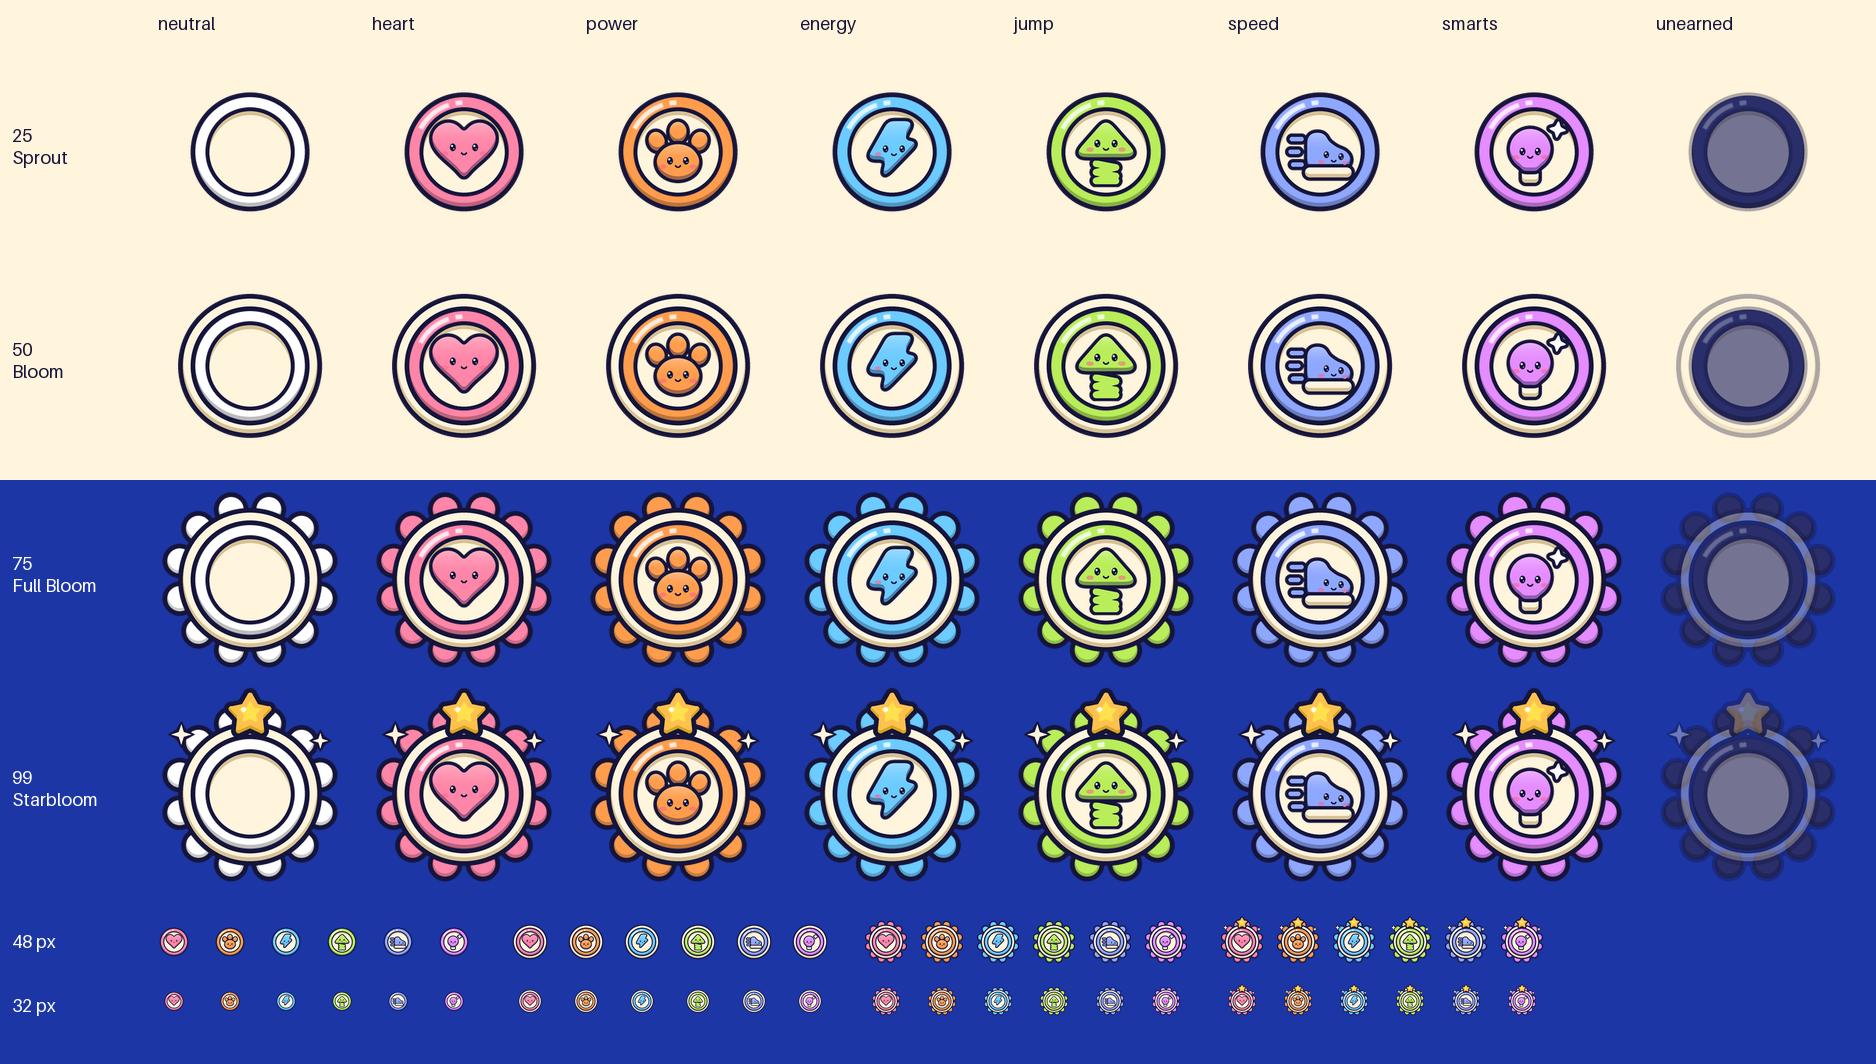 neutral heart power energy jump speed smarts unearned
25
Sprout
50
Bloom
75
Full Bloom
99
Starbloom
48 px
32 px